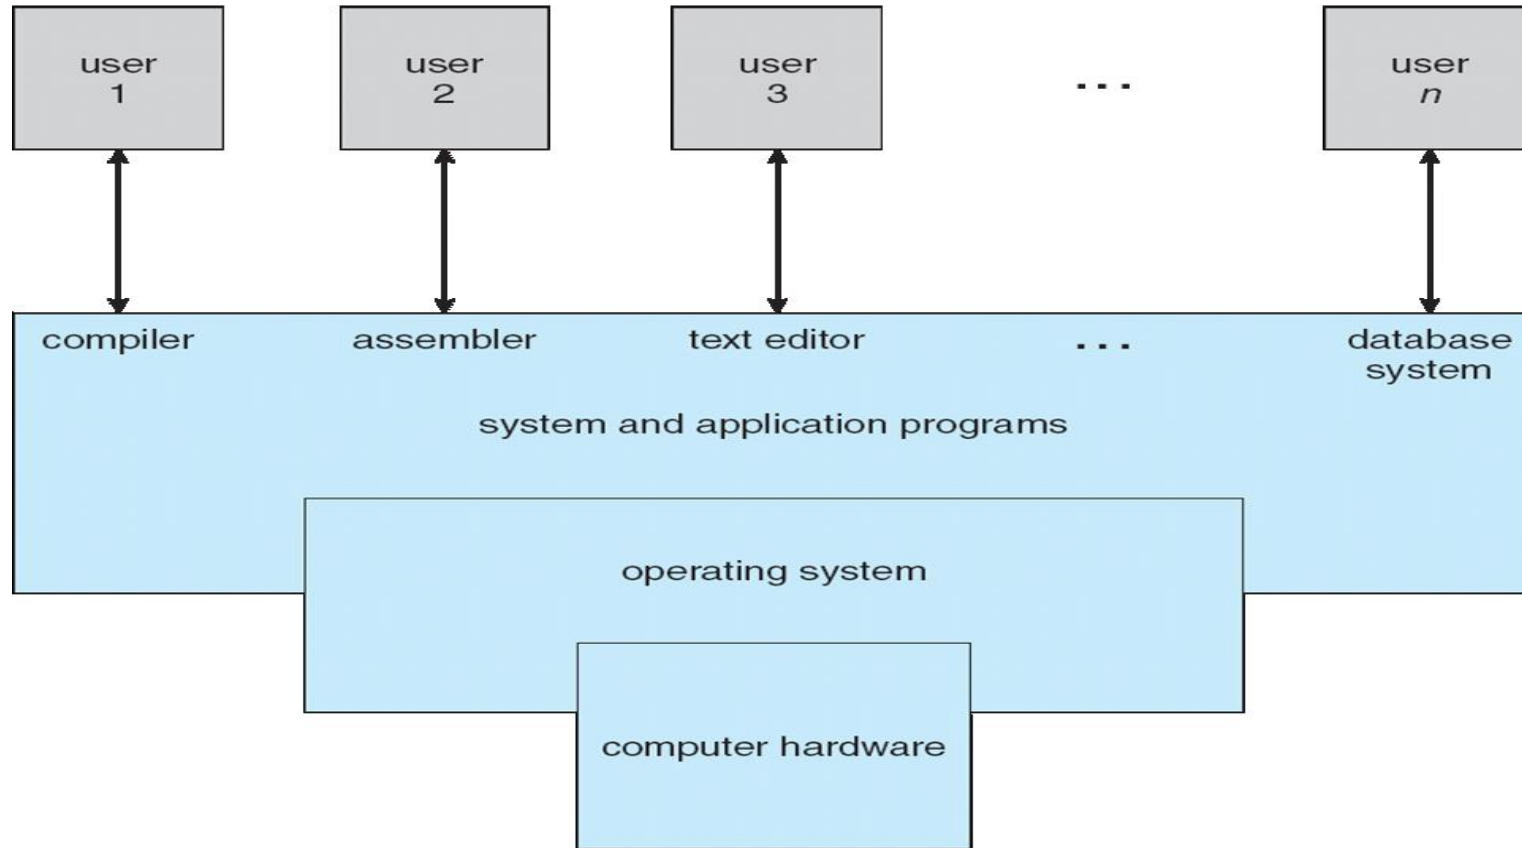 user
1
user
2
user
3
...
user
n
compiler
assembler
text editor
...
database
system
system and application programs
operating system
computer hardware